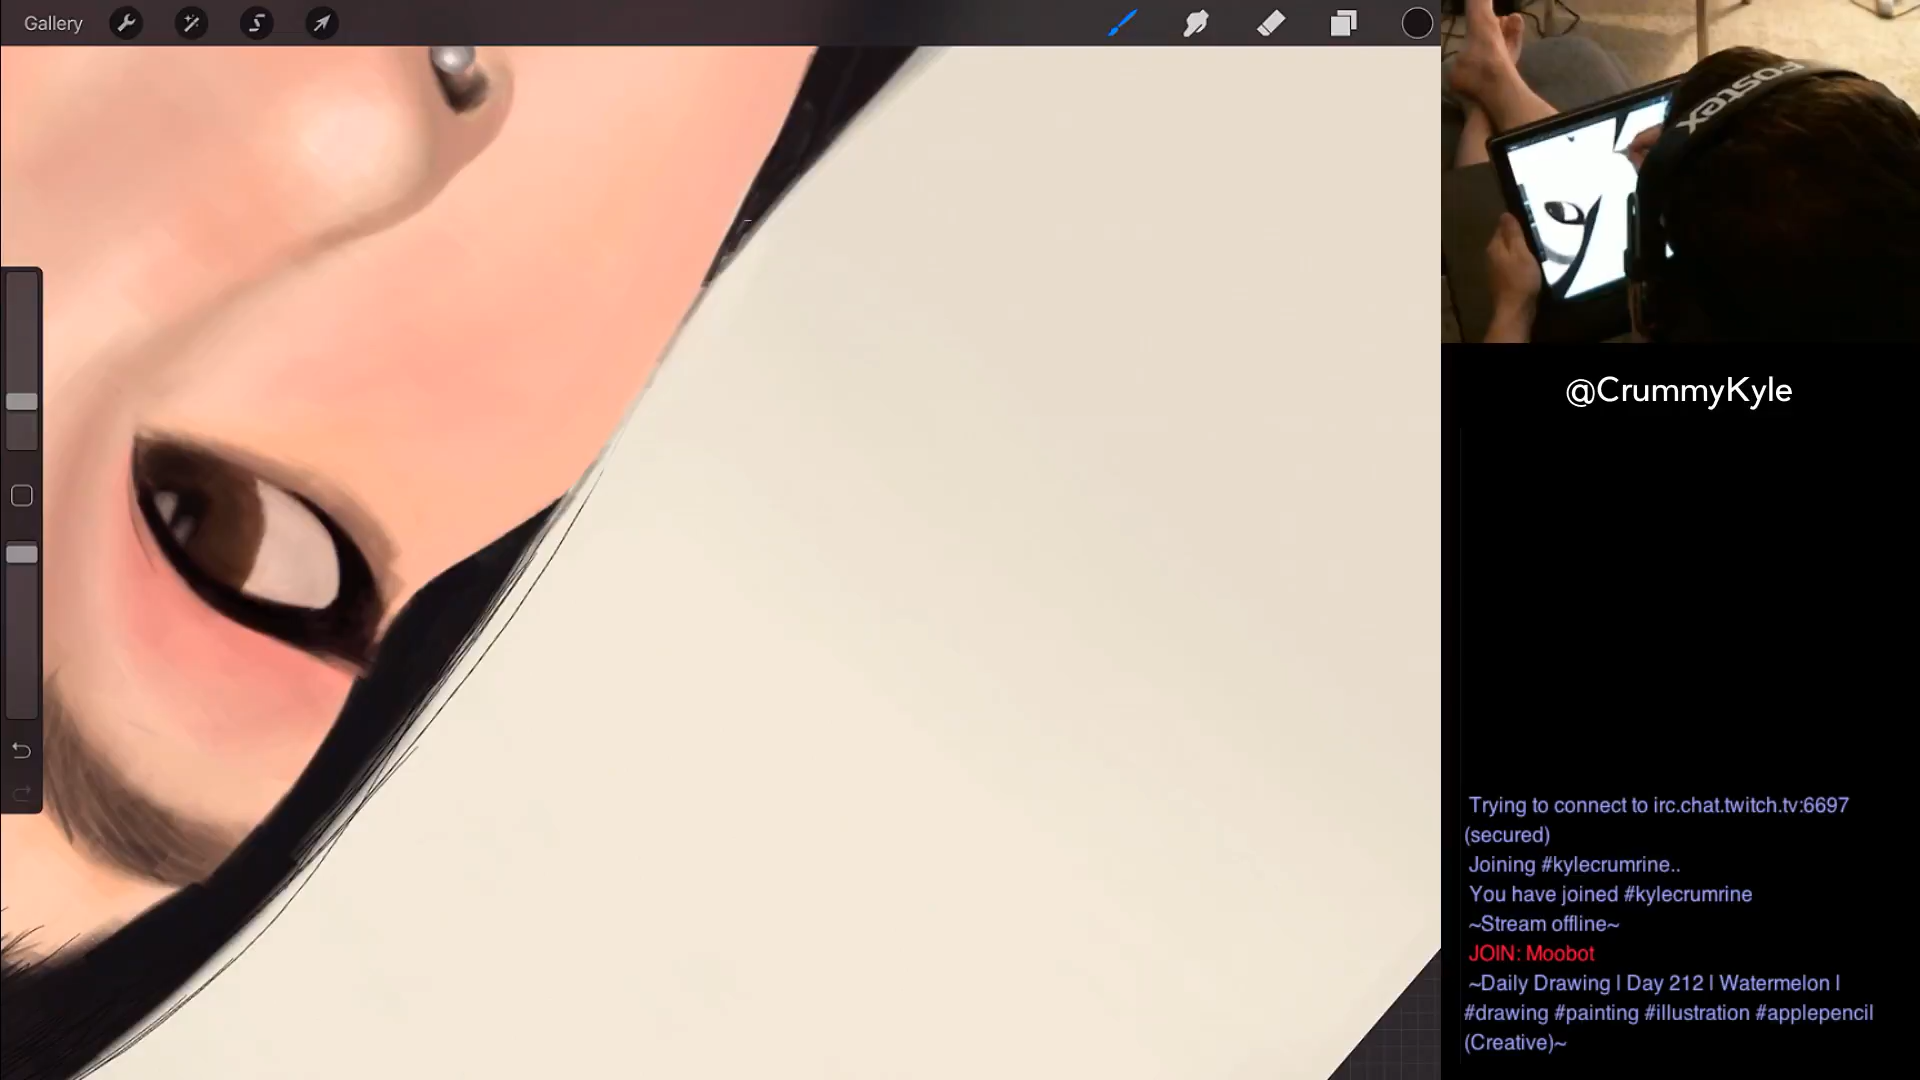 Gallery
FOSTEX
@CrummyKyle
Trying to connect to irc.chat.twitch.tv:6697
(secured)
Joining #kylecrumrine..
You have joined #kylecrumrine
~Stream offline~
JOIN: Moobot
~Daily Drawing | Day 212 | Watermelon |
#drawing #painting #illustration #applepencil
(Creative)~